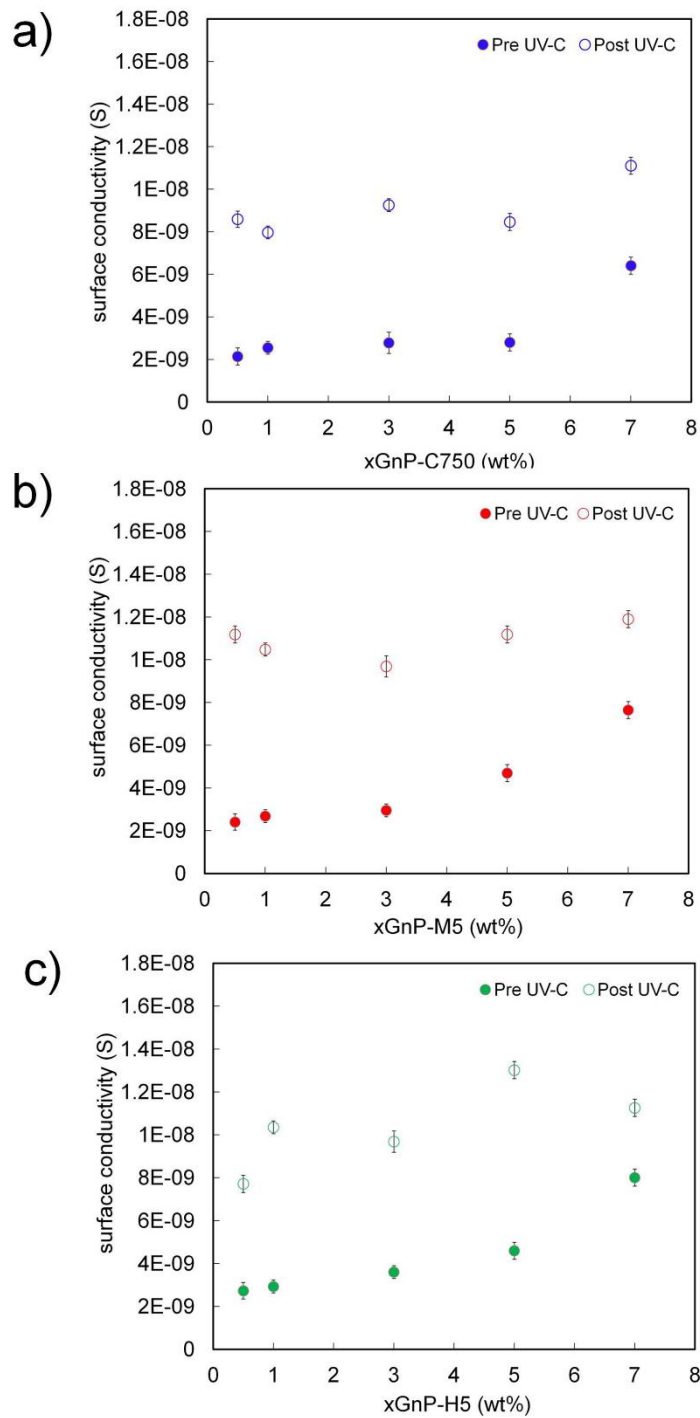 a)
1.8E-08
Pre UV-C Post UV-C
1.6E-08
1.4E-08
1.2E-08
1E-08
8E-09
6E-09
4E-09
2E-09
0
surface conductivity (S)
0 1 2 3 4 5 6 7 8
xGnP-C750 (wt%)
b)
1.8E-08
Pre UV-C Post UV-C
1.6E-08
1.4E-08
1.2E-08
1E-08
8E-09
6E-09
4E-09
2E-09
0
surface conductivity (S)
0 1 2 3 4 5 6 7 8
xGnP-M5 (wt%)
c)
1.8E-08
Pre UV-C Post UV-C
1.6E-08
1.4E-08
1.2E-08
1E-08
8E-09
6E-09
4E-09
2E-09
0
surface conductivity (S)
0 1 2 3 4 5 6 7 8
xGnP-H5 (wt%)